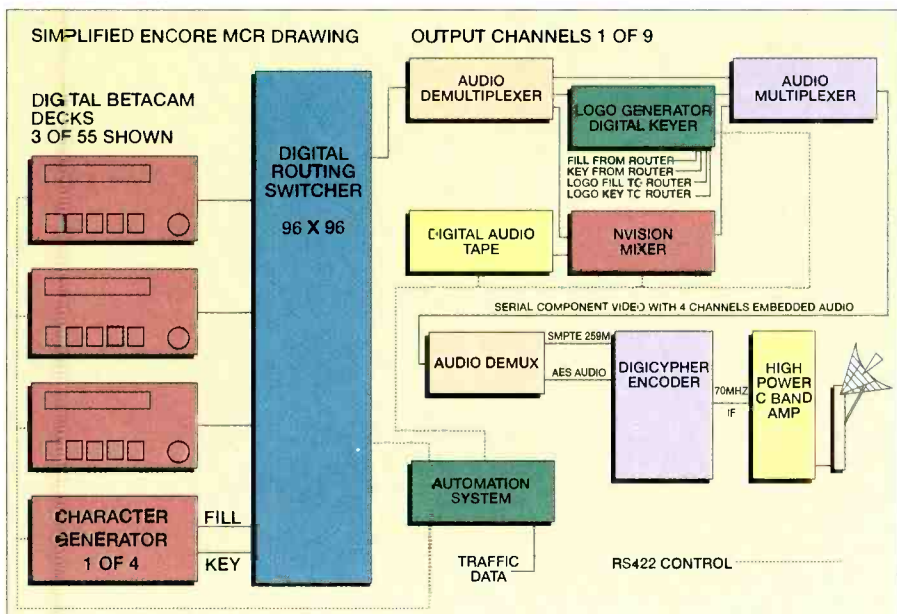 SIMPLIFIED ENCORE MCR DRAWING
OUTPUT CHANNELS 1 OF 9
DIGITAL BETACAM
DECKS
3 OF 55 SHOWN
CHARACTER
GENERATOR
1 OF 4
FILL
KEY
DIGITAL
ROUTING
SWITCHER
96 X 96
AUDIO
DEMULTIPLEXER
LOGO GENERATOR
DIGITAL KEYER
AUDIO
MULTIPLEXER
FILL FROM ROUTER
KEY FROM ROUTER
LOGO FILL TO ROUTER
LOGO KEY TO ROUTER
DIGITAL AUDIO
TAPE
NVISION
MIXER
SERIAL COMPONENT VIDEO WITH 4 CHANNELS EMBEDDED AUDIO
AUDIO DEMUX
SMPTE 259M
AES AUDIO
DIGICYPHER
ENCODER
70MHZ
IF
HIGH
POWER
C BAND
AMP
AUTOMATION
SYSTEM
TRAFFIC
DATA
RS422 CONTROL